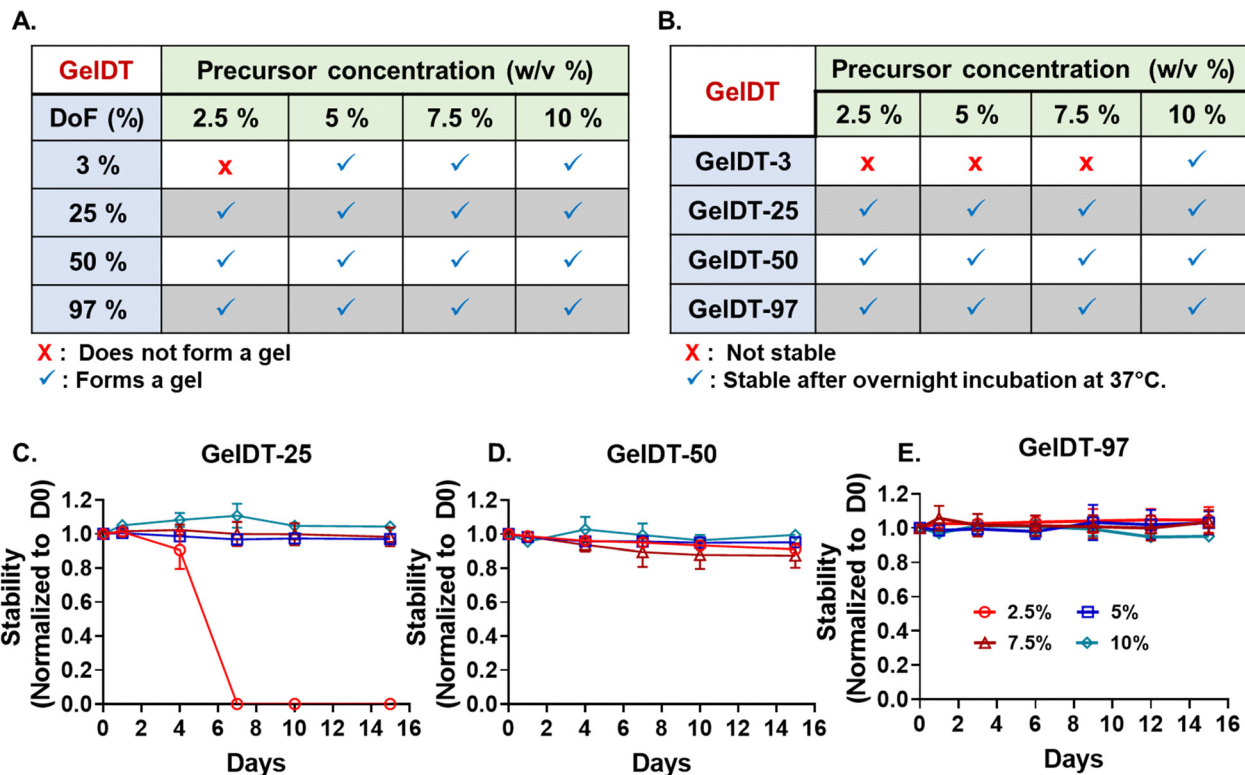 A.
GelDT Precursor concentration (w/v %)
DoF (%) 2.5 % 5 % 7.5 % 10 %
3 % x ✓ ✓ ✓
25 % ✓ ✓ ✓ ✓
50 % ✓ ✓ ✓ ✓
97 % ✓ ✓ ✓ ✓
X : Does not form a gel
✓ : Forms a gel
B.
GelDT Precursor concentration (w/v %)
2.5 % 5 % 7.5 % 10 %
GelDT-3 x x x ✓
GelDT-25 ✓ ✓ ✓ ✓
GelDT-50 ✓ ✓ ✓ ✓
GelDT-97 ✓ ✓ ✓ ✓
X : Not stable
✓ : Stable after overnight incubation at 37°C.
C.
GelDT-25
Stability
(Normalized to D0)
1.2
1.0
0.8
0.6
0.4
0.2
0.0
0 2 4 6 8 10 12 14 16
Days
D.
GelDT-50
Stability
(Normalized to D0)
1.2
1.0
0.8
0.6
0.4
0.2
0.0
0 2 4 6 8 10 12 14 16
Days
E.
GelDT-97
Stability
(Normalized to D0)
1.2
1.0
0.8
0.6
0.4
0.2
0.0
2.5% 5%
7.5% 10%
0 2 4 6 8 10 12 14 16
Days